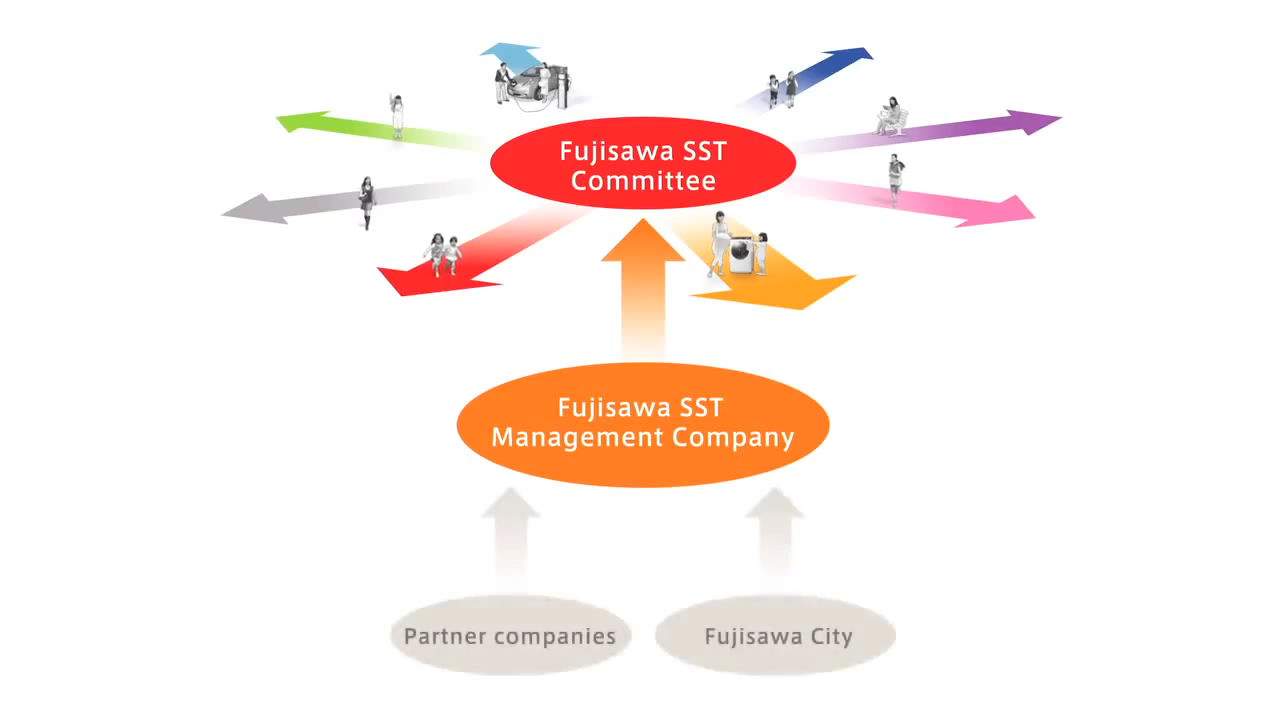 Fujisawa SST
Committee
Fujisawa SST
Management Company
Partner companies
Fujisawa City